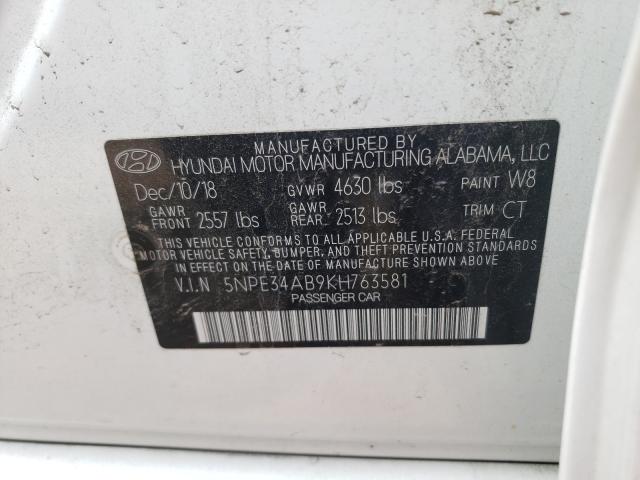 MANUFACTURED BY
HYUNDAI MOTOR MANUFACTURING ALABAMA, LLC
Dec/10/18 GVWR 4630 lbs PAINT W8
GAWR FRONT 2557 lbs GAWR REAR 2513 lbs TRIM CT
THIS VEHICLE CONFORMS TO ALL APPLICABLE U.S.A. FEDERAL
MOTOR VEHICLE SAFETY, BUMPER, AND THEFT PREVENTION STANDARDS
IN EFFECT ON THE DATE OF MANUFACTURE SHOWN ABOVE.
V.I.N 5NPE34AB9KH763581
PASSENGER CAR